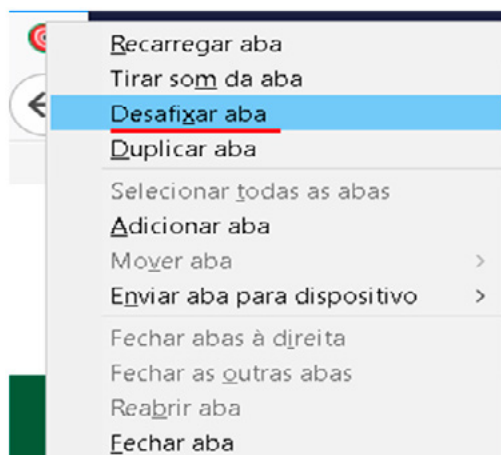 Recarregar aba
Tirar som da aba
Desafixar aba
Duplicar aba
Selecionar todas as abas
Adicionar aba
Mover aba
Enviar aba para dispositivo
Fechar abas à direita
Fechar as outras abas
Reabrir aba
Fechar aba